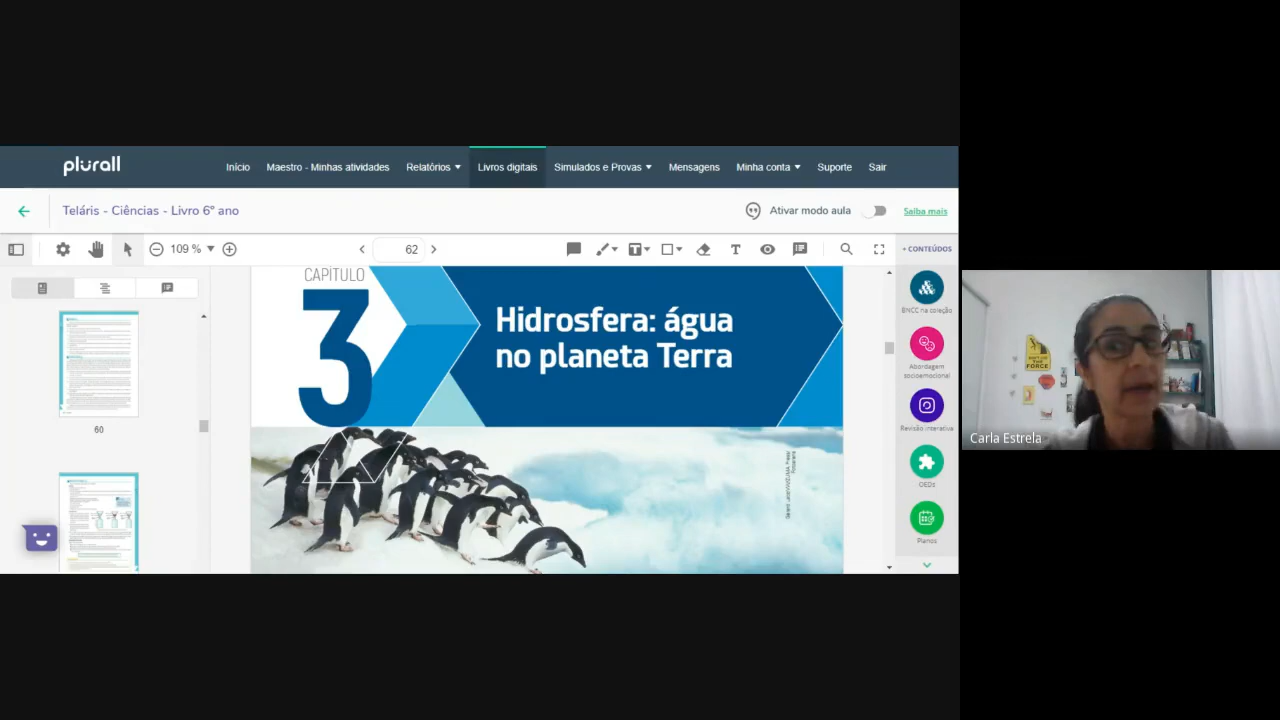 plurall
Início Maestro - Minhas atividades Relatórios Livros digitais Simulados e Provas Mensagens Minha conta Suporte Sair
Teláris - Ciências - Livro 6º ano
Ativar modo aula
Saiba mais
109 %
62
T
+ CONTEÚDOS
CAPÍTULO
3
Hidrosfera: água
no planeta Terra
60
BNCC na coleção
Abordagem
socioemocional
Revisão interativa
OEDs
Planos
Carla Estrela